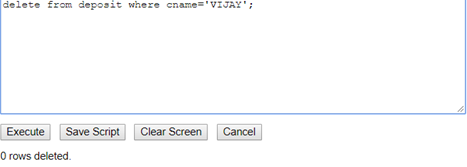 delete from deposit where cname='VIJAY';
Execute Save Script Clear Screen Cancel
0 rows deleted.